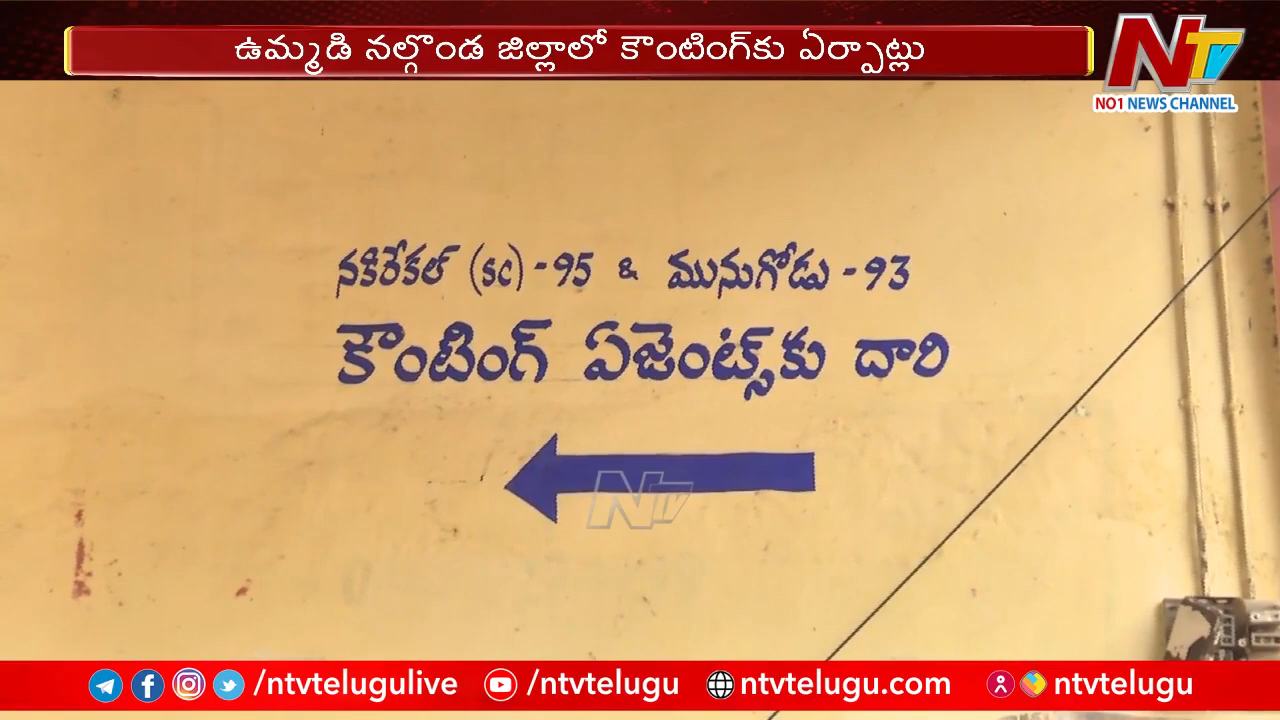 ఉమ్మడి నల్గొండ జిల్లాలో కౌంటింగ్‌కు ఏర్పాట్లు
NTV
NO1 NEWS CHANNEL
నకిరేకల్ (SC) - 95 & మునుగోడు - 93
కౌంటింగ్ ఏజెంట్స్‌కు దారి
NTV
/ntvtelugulive /ntvtelugu ntvtelugu.com ntvtelugu